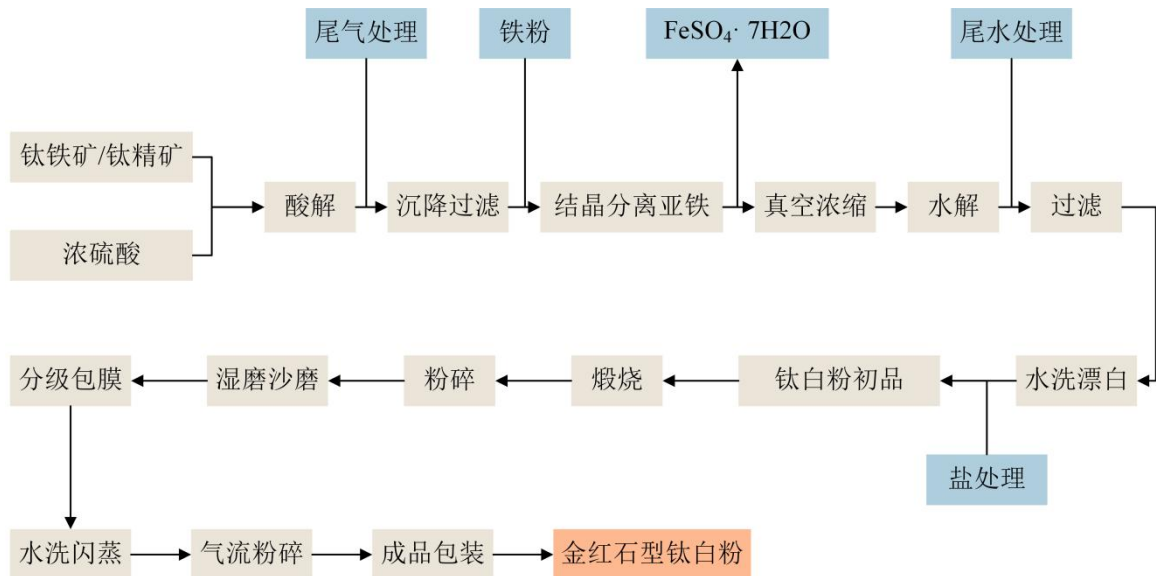 尾气处理
铁粉
FeSO₄· 7H2O
尾水处理
钛铁矿/钛精矿
浓硫酸
酸解
沉降过滤
结晶分离亚铁
真空浓缩
水解
过滤
分级包膜
湿磨沙磨
粉碎
煅烧
钛白粉初品
水洗漂白
盐处理
水洗闪蒸
气流粉碎
成品包装
金红石型钛白粉